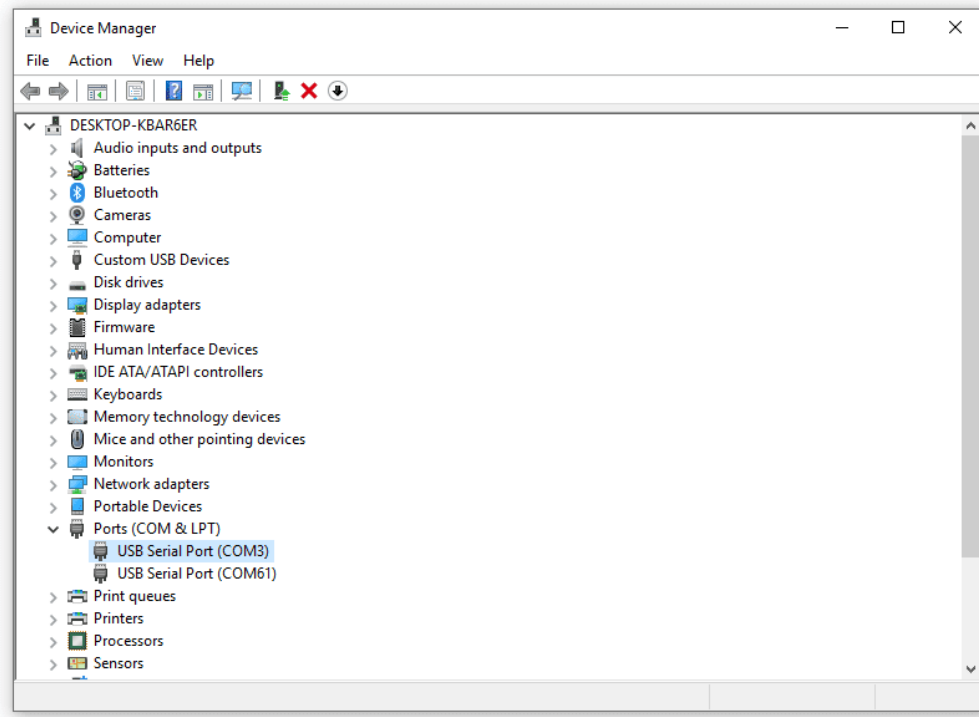 Device Manager
File Action View Help
DESKTOP-KBAR6ER
Audio inputs and outputs
Batteries
Bluetooth
Cameras
Computer
Custom USB Devices
Disk drives
Display adapters
Firmware
Human Interface Devices
IDE ATA/ATAPI controllers
Keyboards
Memory technology devices
Mice and other pointing devices
Monitors
Network adapters
Portable Devices
Ports (COM & LPT)
USB Serial Port (COM3)
USB Serial Port (COM61)
Print queues
Printers
Processors
Sensors